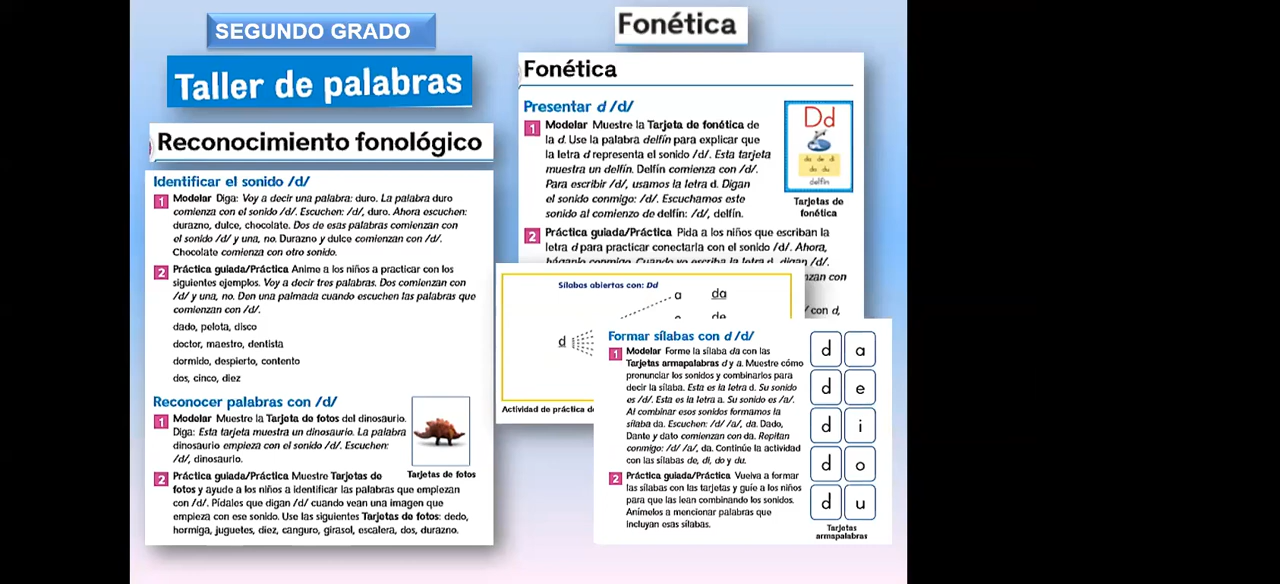 SEGUNDO GRADO
Taller de palabras
Reconocimiento fonológico
Identificar el sonido /d/
1 Modelar Diga: Voy a decir una palabra: duro. La palabra duro
comienza con el sonido /d/. Escuchen: /d/, duro. Ahora escuchen:
durazno, dulce, chocolate. Dos de esas palabras comienzan con
el sonido /d/ y una, no. Durazno y dulce comienzan con /d/.
Chocolate comienza con otro sonido.
2 Práctica guiada/Práctica Anime a los niños a practicar con los
siguientes ejemplos. Voy a decir tres palabras. Dos comienzan con
/d/ y una, no. Den una palmada cuando escuchen las palabras que
comienzan con /d/.
dado, pelota, disco
doctor, maestro, dentista
dormido, despierto, contento
dos, cinco, diez
Reconocer palabras con /d/
1 Modelar Muestre la Tarjeta de fotos del dinosaurio.
Diga: Esta tarjeta muestra un dinosaurio. La palabra
dinosaurio empieza con el sonido /d/. Escuchen:
/d/, dinosaurio.
Tarjetas de fotos
2 Práctica guiada/Práctica Muestre Tarjetas de
fotos y ayude a los niños a identificar las palabras que empiezan
con /d/. Pídales que digan /d/ cuando vean una imagen que
empieza con ese sonido. Use las siguientes Tarjetas de fotos: dedo,
hormiga, juguetes, diez, canguro, girasol, escalera, dos, durazno.
Fonética
Fonética
Presentar d /d/
1 Modelar Muestre la Tarjeta de fonética de
la d. Use la palabra delfín para explicar que
la letra d representa el sonido /d/. Esta tarjeta
muestra un delfín. Delfín comienza con /d/.
Para escribir /d/, usamos la letra d. Digan
el sonido conmigo: /d/. Escuchamos este
sonido al comienzo de delfín: /d/, delfín.
Dd
da de di
do du
delfín
Tarjetas de
fonética
2 Práctica guiada/Práctica Pida a los niños que escriban la
letra d para practicar conectarla con el sonido /d/. Ahora,
háganlo conmigo. Cuando yo escriba la letra d, digan /d/.
con
con d,
Sílabas abiertas con: Dd
a da
de
d
Actividad de práctica de
Formar sílabas con d /d/
1 Modelar Forme la sílaba da con las
Tarjetas armapalabras d y a. Muestre cómo
pronunciar los sonidos y combinarlos para
decir la sílaba. Esta es la letra d. Su sonido
es /d/. Esta es la letra a. Su sonido es /a/.
Al combinar esos sonidos formamos la
sílaba da. Escuchen: /d/ /a/, da. Dado,
Dante y dato comienzan con da. Repitan
conmigo: /d/ /a/, da. Continúe la actividad
con las sílabas de, di, do y du.
2 Práctica guiada/Práctica Vuelva a formar
las sílabas con las tarjetas y guíe a los niños
para que las lean combinando los sonidos.
Anímelos a mencionar palabras que
incluyan esas sílabas.
d a
d e
d i
d o
d u
Tarjetas
armapalabras